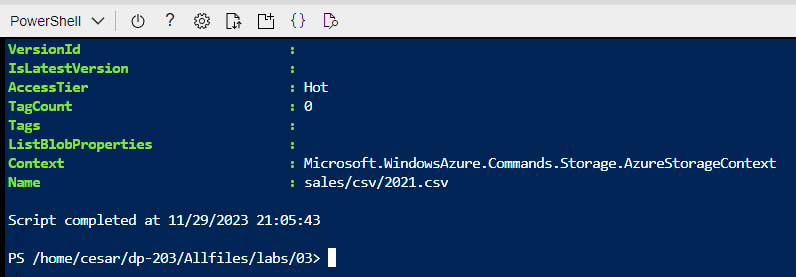 PowerShell
VersionId :
IsLatestVersion :
AccessTier : Hot
TagCount : 0
Tags :
ListBlobProperties :
Context : Microsoft.WindowsAzure.Commands.Storage.AzureStorageContext
Name : sales/csv/2021.csv
Script completed at 11/29/2023 21:05:43
PS /home/cesar/dp-203/Allfiles/labs/03>